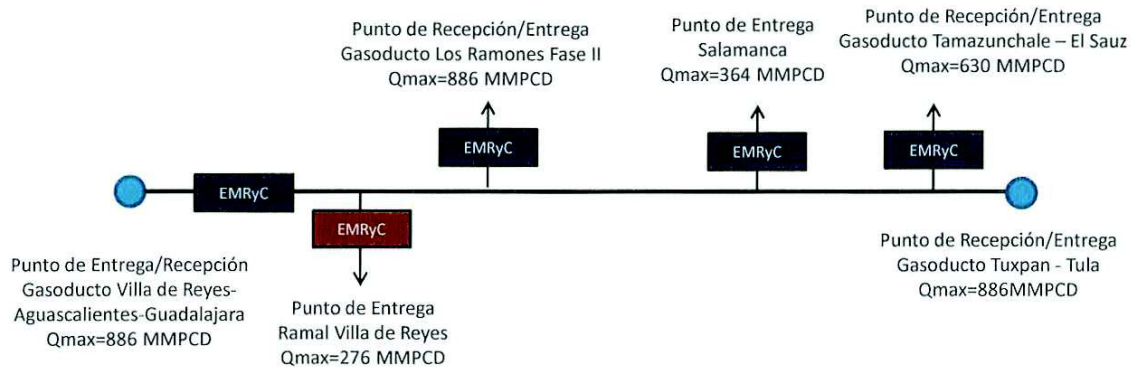 Punto de Recepción/Entrega
Gasoducto Los Ramones Fase II
Qmax=886 MMPCD
Punto de Entrega
Salamanca
Qmax=364 MMPCD
Punto de Recepción/Entrega
Gasoducto Tamazunchale – El Sauz
Qmax=630 MMPCD
EMRyC
EMRyC
EMRyC
EMRyC
EMRyC
Punto de Entrega/Recepción
Gasoducto Villa de Reyes-
Aguascalientes-Guadalajara
Qmax=886 MMPCD
Punto de Entrega
Ramal Villa de Reyes
Qmax=276 MMPCD
Punto de Recepción/Entrega
Gasoducto Tuxpan - Tula
Qmax=886MMPCD